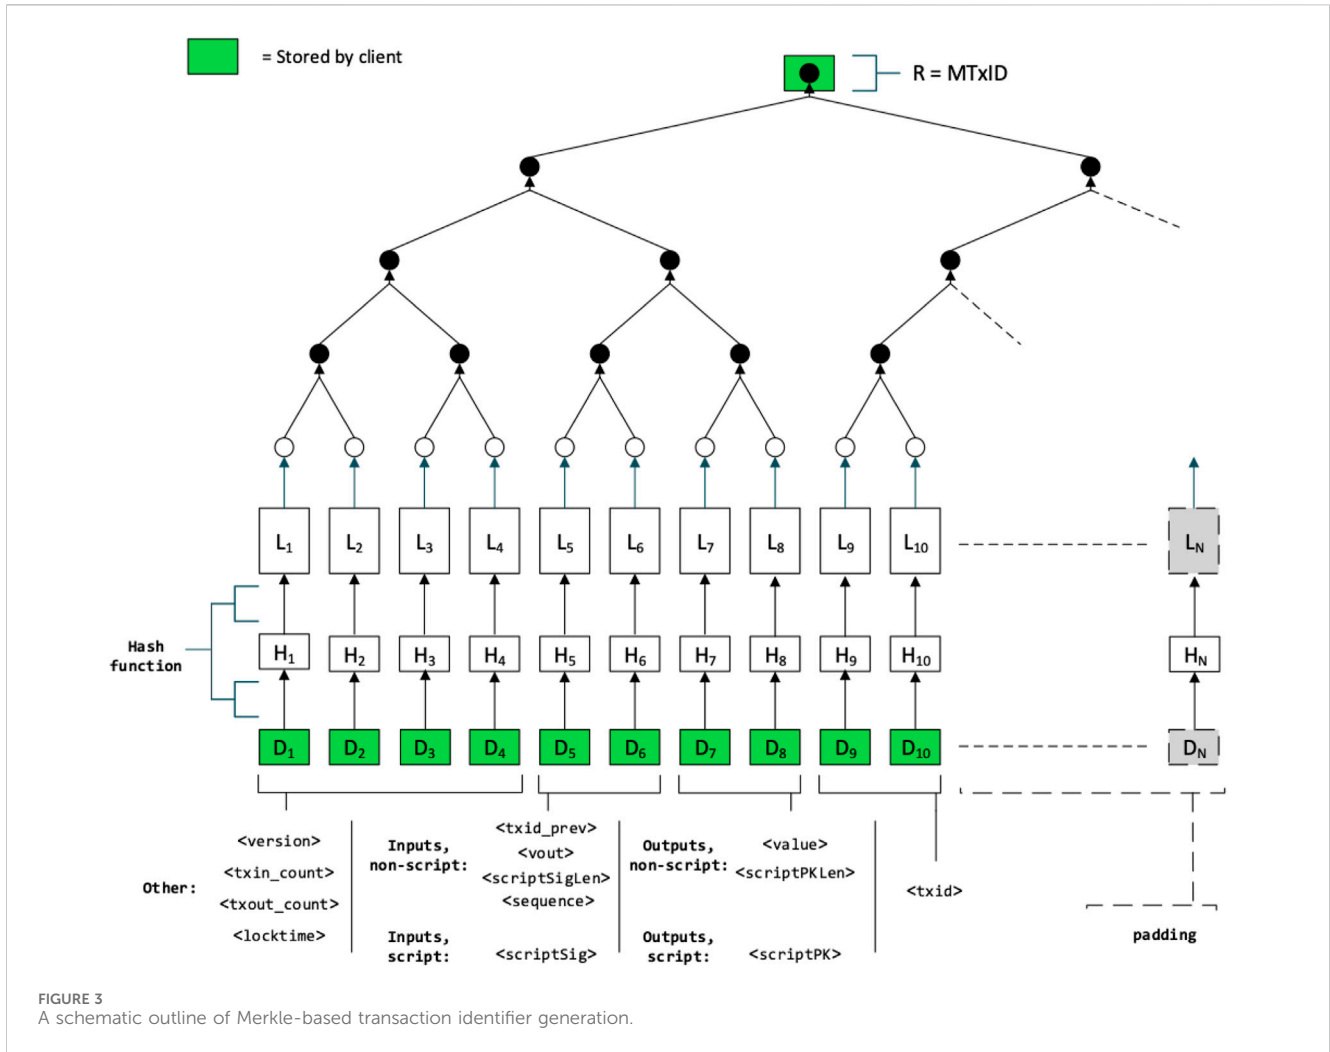 = Stored by client
R = MTxID
L1 L2 L3 L4 L5 L6 L7 L8 L9 L10 LN
Hash
function
H1 H2 H3 H4 H5 H6 H7 H8 H9 H10 HN
D1 D2 D3 D4 D5 D6 D7 D8 D9 D10 DN
Other:
<version>
<txin_count>
<txout_count>
<locktime>
Inputs,
non-script:
<txid_prev>
<vout>
<scriptSigLen>
<sequence>
Inputs,
script:
<scriptSig>
Outputs,
non-script:
<value>
<scriptPKLen>
Outputs,
script:
<scriptPK>
<txid>
padding
FIGURE 3
A schematic outline of Merkle-based transaction identifier generation.